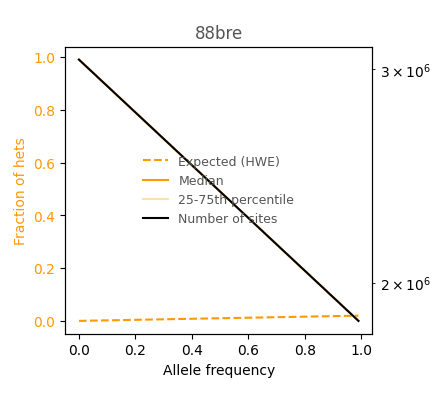 88bre
1.0
0.8
0.6
0.4
0.2
0.0
Fraction of hets
3 × 10⁶
2 × 10⁶
Expected (HWE)
Median
25-75th percentile
Number of sites
0.0 0.2 0.4 0.6 0.8 1.0
Allele frequency